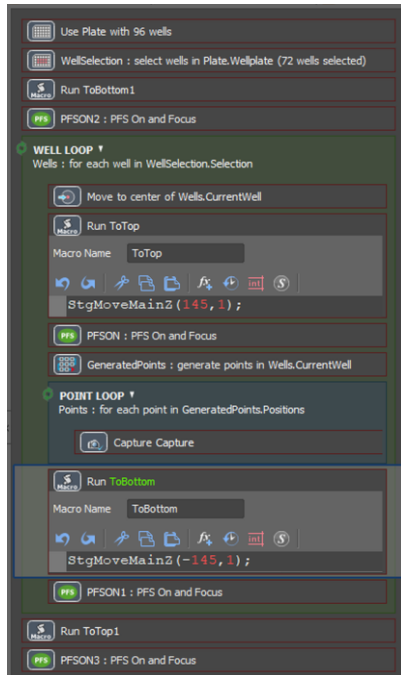 Use Plate with 96 wells
WellSelection : select wells in Plate.Wellplate (72 wells selected)
Macro Run ToBottom1
PFS PFSON2 : PFS On and Focus
WELL LOOP
Wells : for each well in WellSelection.Selection
Move to center of Wells.CurrentWell
Macro Run ToTop
Macro Name ToTop
fx int S
StgMoveMainZ(145,1);
PFS PFSON : PFS On and Focus
GeneratedPoints : generate points in Wells.CurrentWell
POINT LOOP
Points : for each point in GeneratedPoints.Positions
Capture Capture
Macro Run ToBottom
Macro Name ToBottom
fx int S
StgMoveMainZ(-145,1);
PFS PFSON1 : PFS On and Focus
Macro Run ToTop1
PFS PFSON3 : PFS On and Focus